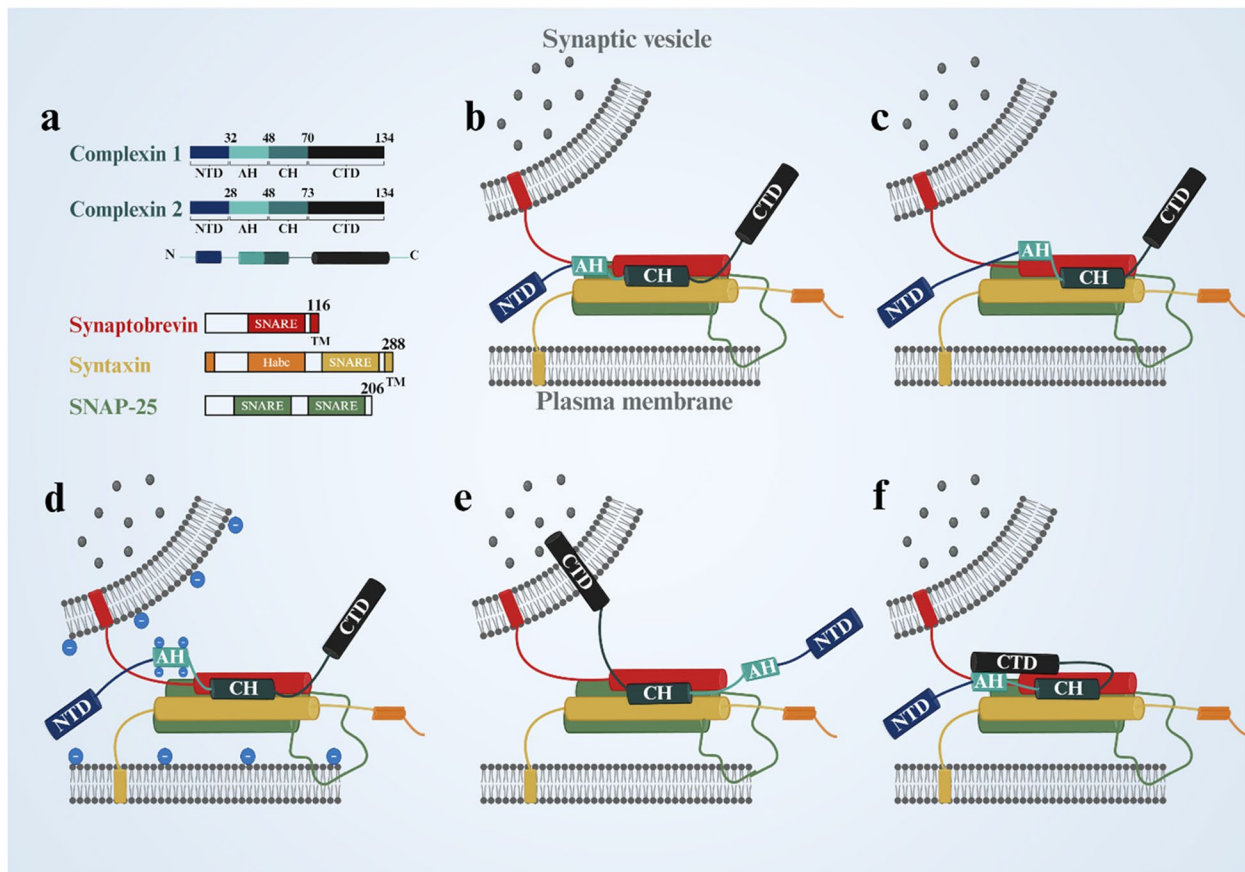 Synaptic vesicle
a
32 48 70 134
Complexin 1
NTD AH CH CTD
28 48 73 134
Complexin 2
NTD AH CH CTD
N C
116
Synaptobrevin SNARE
TM
288
Syntaxin Habc SNARE
TM
206
SNAP-25 SNARE SNARE
b
CTD
AH
CH
NTD
Plasma membrane
c
CTD
AH
CH
NTD
d
CTD
AH
CH
NTD
e
CTD
NTD
AH
CH
f
CTD
AH
CH
NTD